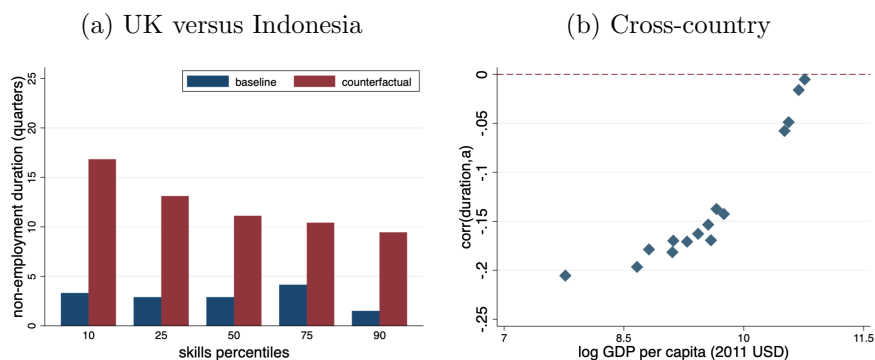 (a) UK versus Indonesia
baseline
counterfactual
non-employment duration (quarters)
25
20
15
10
5
0
10 25 50 75 90
skills percentiles
(b) Cross-country
corr(duration,a)
0
-.05
-.1
-.15
-.2
-.25
7 8.5 10 11.5
log GDP per capita (2011 USD)